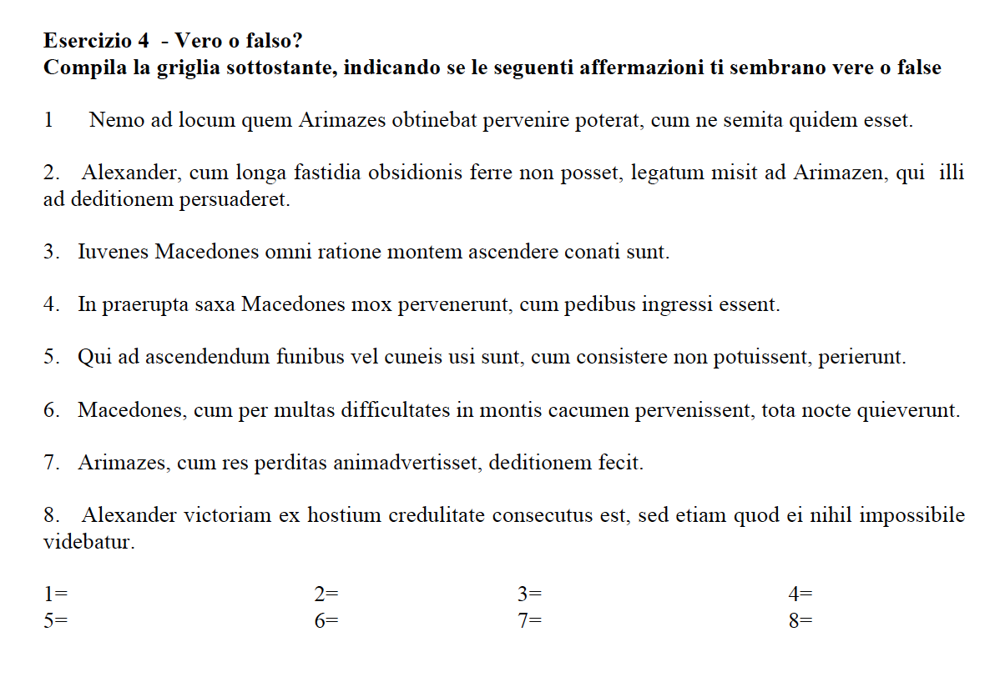 Esercizio 4 - Vero o falso?
Compila la griglia sottostante, indicando se le seguenti affermazioni ti sembrano vere o false
1 Nemo ad locum quem Arimazes obtinebat pervenire poterat, cum ne semita quidem esset.
2. Alexander, cum longa fastidia obsidionis ferre non posset, legatum misit ad Arimazen, qui illi
ad deditionem persuaderet.
3. Iuvenes Macedones omni ratione montem ascendere conati sunt.
4. In praerupta saxa Macedones mox pervenerunt, cum pedibus ingressi essent.
5. Qui ad ascendendum funibus vel cuneis usi sunt, cum consistere non potuissent, perierunt.
6. Macedones, cum per multas difficultates in montis cacumen pervenissent, tota nocte quieverunt.
7. Arimazes, cum res perditas animadvertisset, deditionem fecit.
8. Alexander victoriam ex hostium credulitate consecutus est, sed etiam quod ei nihil impossibile
videbatur.
1= 2= 3= 4=
5= 6= 7= 8=